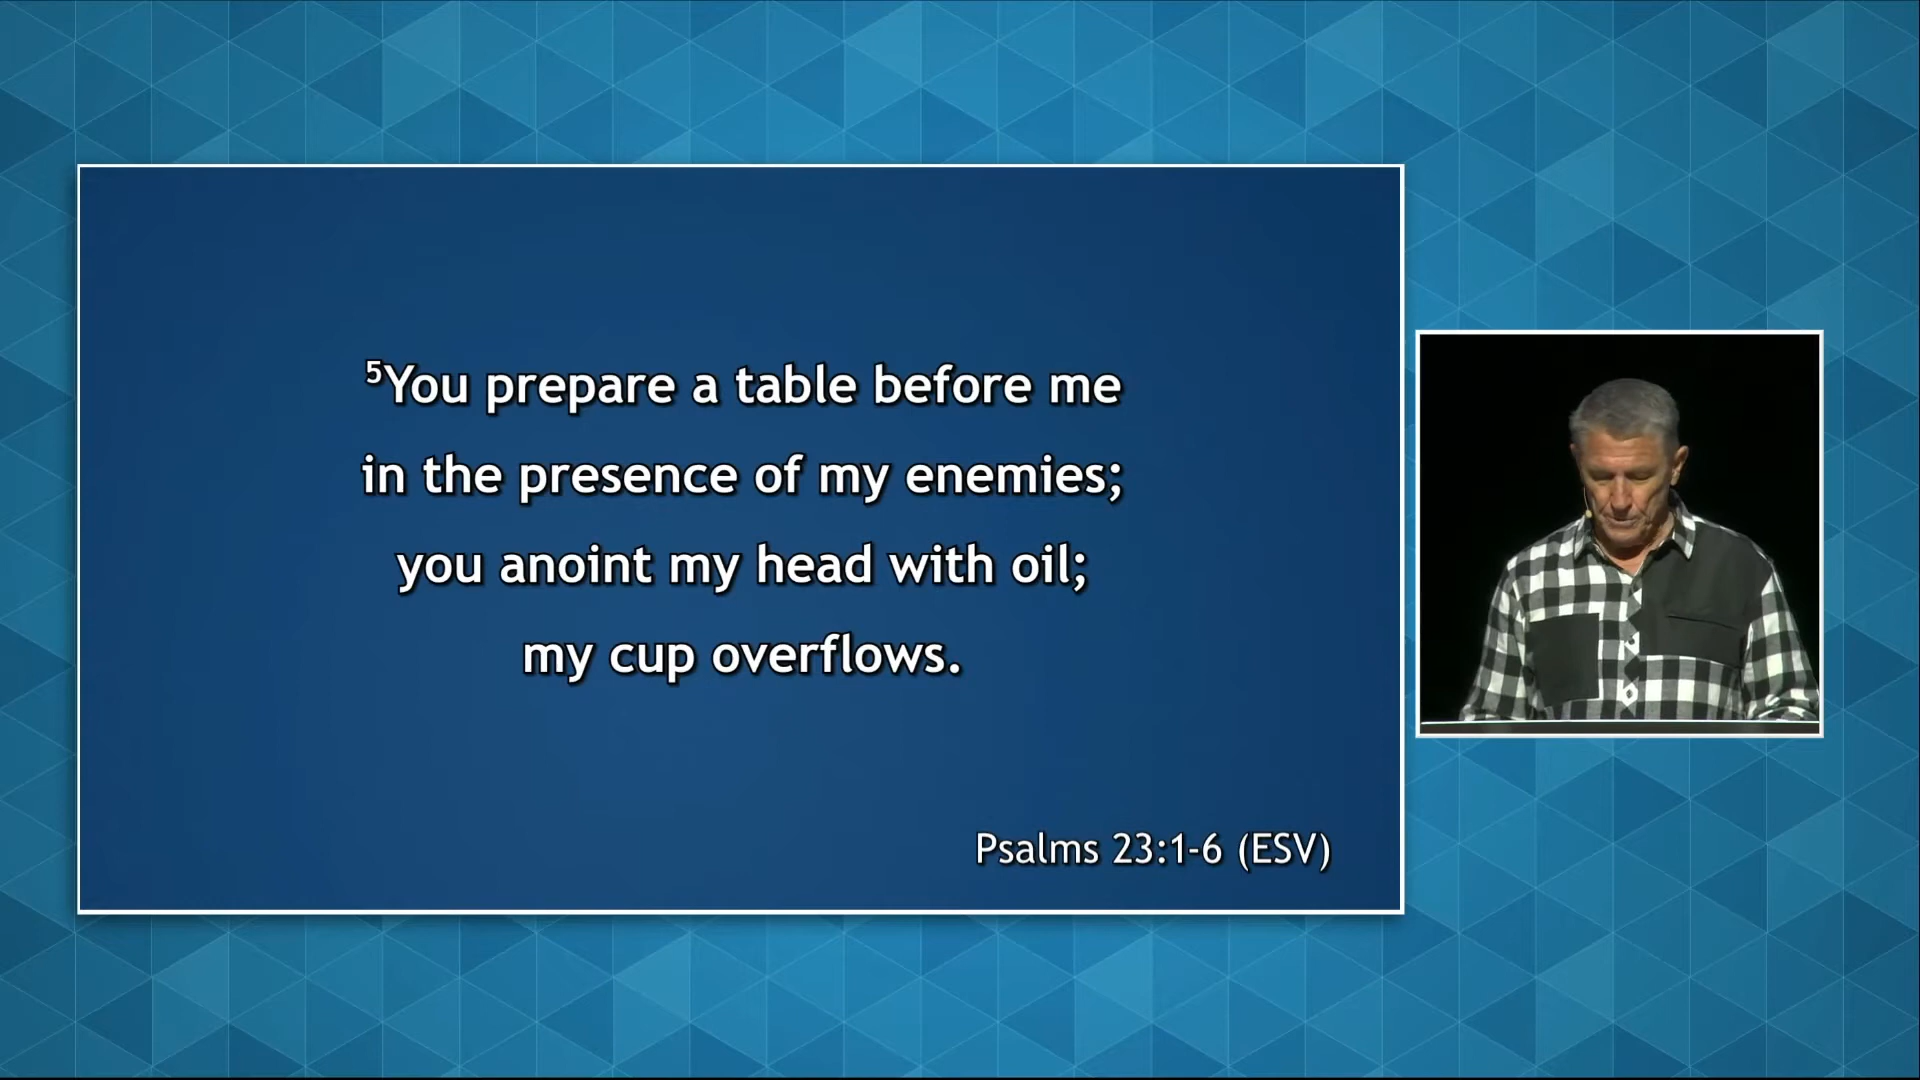 ⁵You prepare a table before me
in the presence of my enemies;
you anoint my head with oil;
my cup overflows.
Psalms 23:1-6 (ESV)